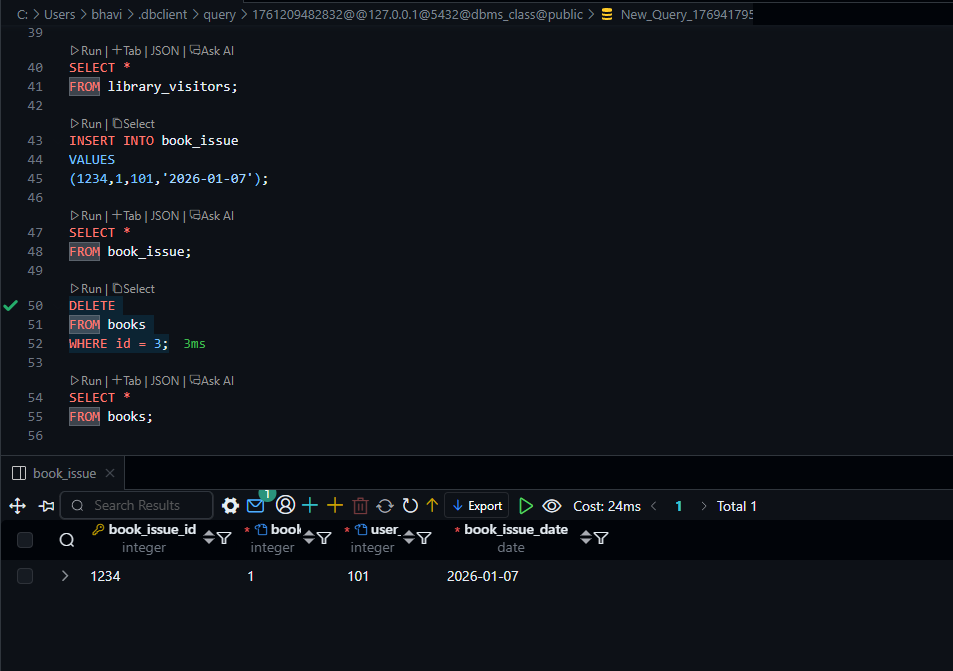 C: > Users > bhavi > .dbclient > query > 1761209482832@@127.0.0.1@5432@dbms_class@public > New_Query_176941795
39
Run | +Tab | JSON | Ask AI
40 SELECT *
41 FROM library_visitors;
42
Run | Select
43 INSERT INTO book_issue
44 VALUES
45 (1234,1,101,'2026-01-07');
46
Run | +Tab | JSON | Ask AI
47 SELECT *
48 FROM book_issue;
49
Run | Select
50 DELETE
51 FROM books
52 WHERE id = 3; 3ms
53
Run | +Tab | JSON | Ask AI
54 SELECT *
55 FROM books;
56
book_issue
Search Results 1 Export Cost: 24ms < 1 > Total 1
book_issue_id * book * user_ * book_issue_date
integer integer integer date
1234 1 101 2026-01-07